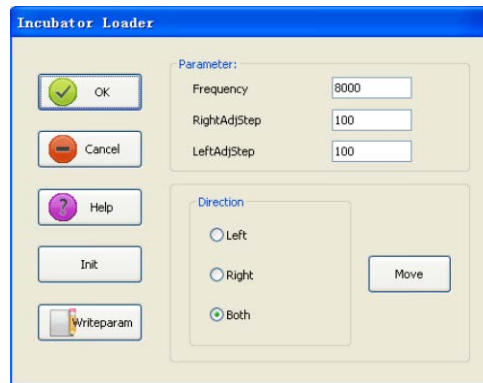 Incubator Loader
OK
Cancel
Help
Init
Writeparam
Parameter:
Frequency 8000
RightAdjStep 100
LeftAdjStep 100
Direction
Left
Right
Both
Move